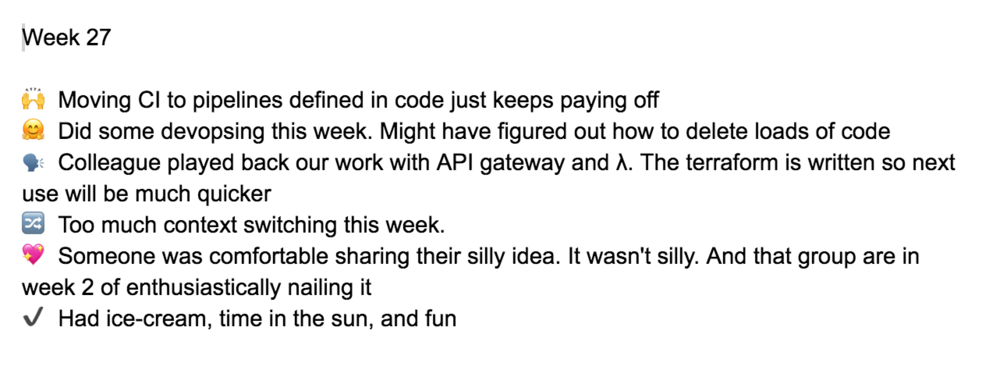 Week 27
🙌 Moving CI to pipelines defined in code just keeps paying off
🤗 Did some devopsing this week. Might have figured out how to delete loads of code
🗣️ Colleague played back our work with API gateway and λ. The terraform is written so next
use will be much quicker
🔀 Too much context switching this week.
💖 Someone was comfortable sharing their silly idea. It wasn't silly. And that group are in
week 2 of enthusiastically nailing it
✔️ Had ice-cream, time in the sun, and fun